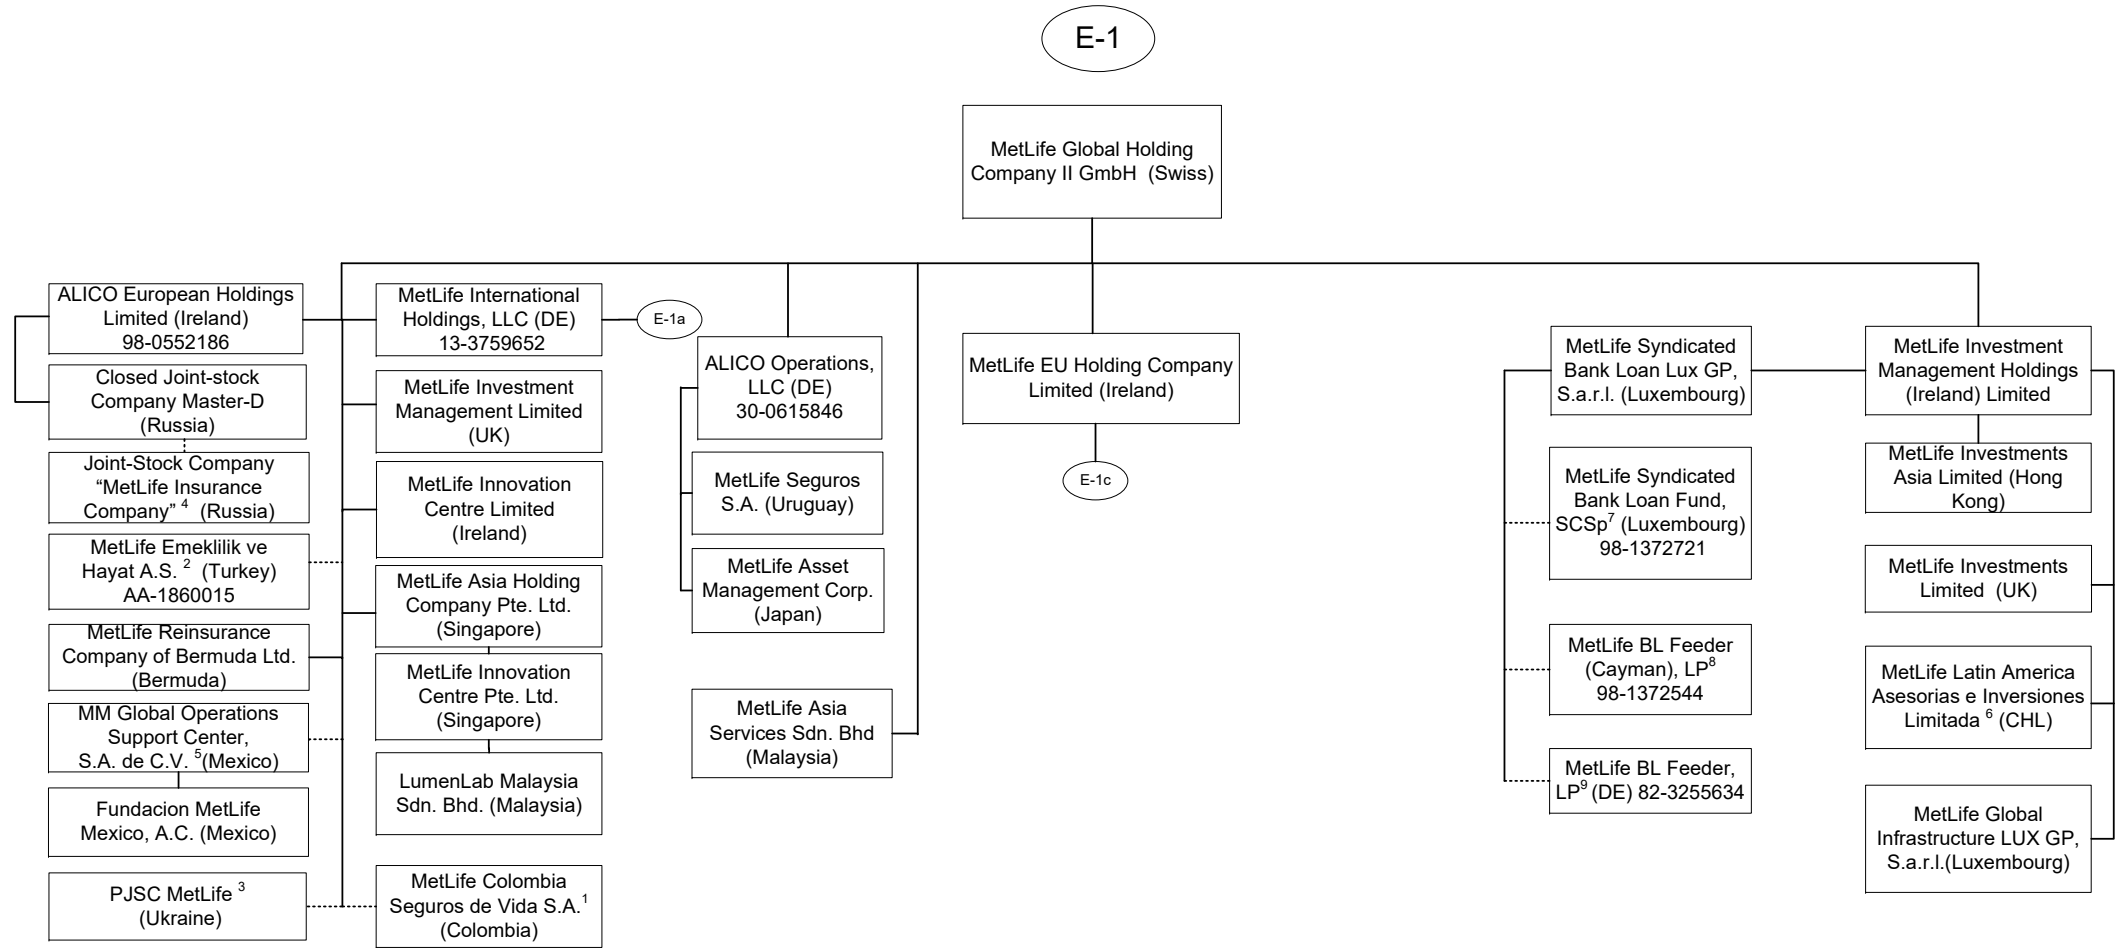 E-1
MetLife Global Holding
Company II GmbH (Swiss)
ALICO European Holdings
Limited (Ireland)
98-0552186
Closed Joint-stock
Company Master-D
(Russia)
Joint-Stock Company
“MetLife Insurance
Company” 4 (Russia)
MetLife Emeklilik ve
Hayat A.S. 2 (Turkey)
AA-1860015
MetLife Reinsurance
Company of Bermuda Ltd.
(Bermuda)
MM Global Operations
Support Center,
S.A. de C.V. 5(Mexico)
Fundacion MetLife
Mexico, A.C. (Mexico)
PJSC MetLife 3
(Ukraine)
MetLife International
Holdings, LLC (DE)
13-3759652
E-1a
MetLife Investment
Management Limited
(UK)
MetLife Innovation
Centre Limited
(Ireland)
MetLife Asia Holding
Company Pte. Ltd.
(Singapore)
MetLife Innovation
Centre Pte. Ltd.
(Singapore)
LumenLab Malaysia
Sdn. Bhd. (Malaysia)
MetLife Colombia
Seguros de Vida S.A.1
(Colombia)
ALICO Operations,
LLC (DE)
30-0615846
MetLife Seguros
S.A. (Uruguay)
MetLife Asset
Management Corp.
(Japan)
MetLife Asia
Services Sdn. Bhd
(Malaysia)
MetLife EU Holding Company
Limited (Ireland)
E-1c
MetLife Syndicated
Bank Loan Lux GP,
S.a.r.l. (Luxembourg)
MetLife Syndicated
Bank Loan Fund,
SCSp7 (Luxembourg)
98-1372721
MetLife BL Feeder
(Cayman), LP8
98-1372544
MetLife BL Feeder,
LP9 (DE) 82-3255634
MetLife Investment
Management Holdings
(Ireland) Limited
MetLife Investments
Asia Limited (Hong
Kong)
MetLife Investments
Limited (UK)
MetLife Latin America
Asesorias e Inversiones
Limitada 6 (CHL)
MetLife Global
Infrastructure LUX GP,
S.a.r.l.(Luxembourg)